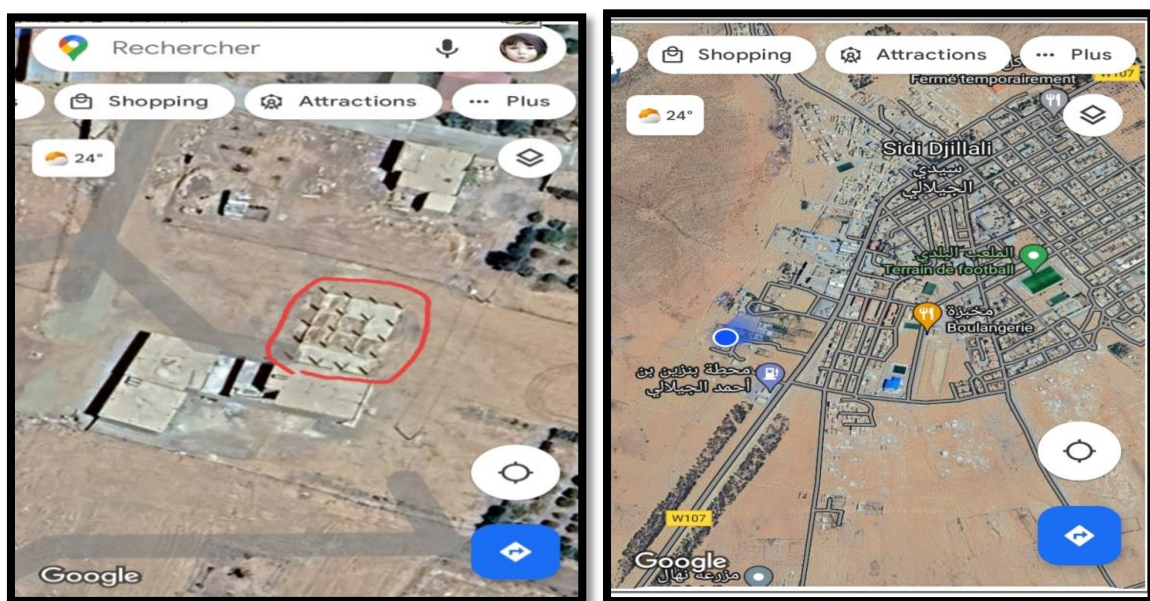 Rechercher
Shopping
Attractions
Plus
24°
Google
Shopping
Attractions
Plus
Fermé temporairement
W107
24°
Sidi Djillali
سيدي
الجيلالي
الملعب البلدي
Terrain de football
مخبزة
Boulangerie
محطة بنزين بن
أحمد الجيلالي
W107
Google
مزرعة نهال